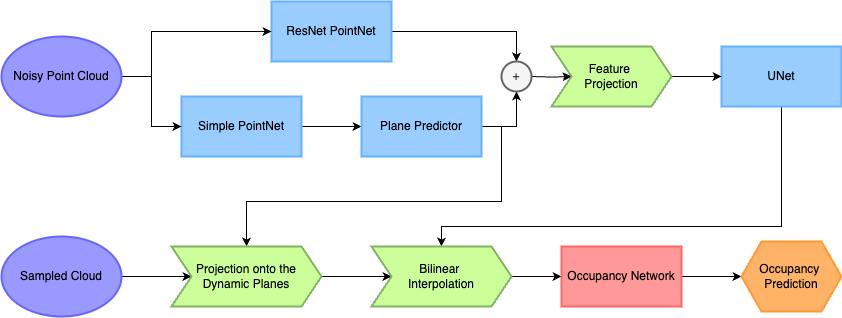 ResNet PointNet
Noisy Point Cloud
+
Feature
Projection
UNet
Simple PointNet
Plane Predictor
Sampled Cloud
Projection onto the
Dynamic Planes
Bilinear
Interpolation
Occupancy Network
Occupancy
Prediction